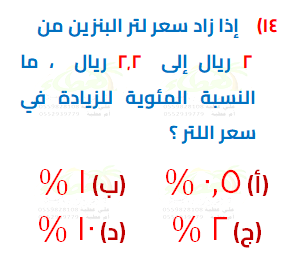 ١٤) إذا زاد سعر لتر البنزين من
٢ ريال إلى ٢,٢ ريال ، ما
النسبة المئوية للزيادة في
سعر اللتر ؟
(أ) ٠,٥ % (ب) ١ %
(ج) ٢ % (د) ١٠ %